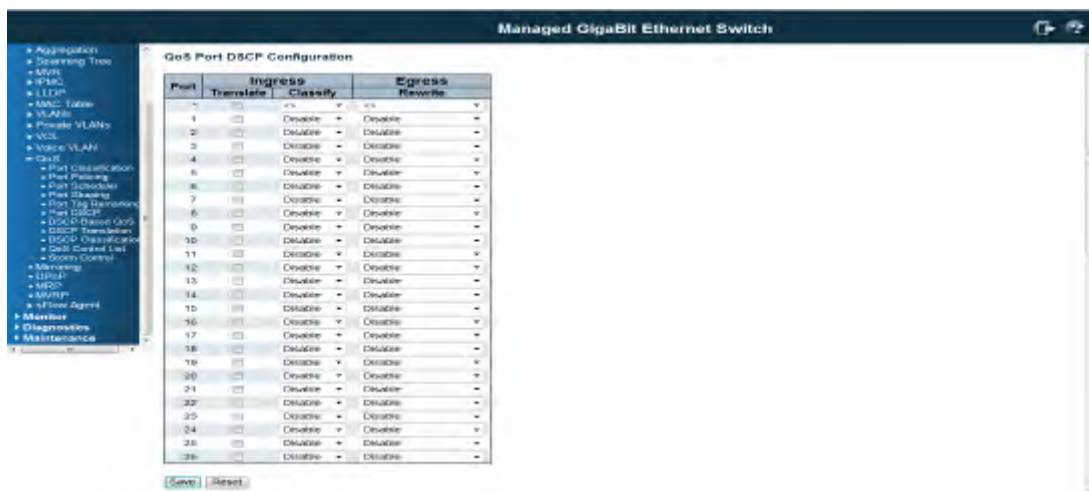 Managed GigaBit Ethernet Switch
Aggregation
Spanning Tree
MVR
IPMC
LLDP
MAC Table
VLANs
Private VLANs
VCL
Voice VLAN
QoS
Port Classification
Port Policing
Port Scheduler
Port Shaping
Port Tag Remarking
Port DSCP
DSCP-Based QoS
DSCP Translation
DSCP Classification
QoS Control List
Storm Control
Mirroring
UPnP
MRP
MVRP
sFlow Agent
Monitor
Diagnostics
Maintenance
QoS Port DSCP Configuration
Port Ingress Egress
Translate Classify Rewrite
* <> <>
1 Disable Disable
2 Disable Disable
3 Disable Disable
4 Disable Disable
5 Disable Disable
6 Disable Disable
7 Disable Disable
8 Disable Disable
9 Disable Disable
10 Disable Disable
11 Disable Disable
12 Disable Disable
13 Disable Disable
14 Disable Disable
15 Disable Disable
16 Disable Disable
17 Disable Disable
18 Disable Disable
19 Disable Disable
20 Disable Disable
21 Disable Disable
22 Disable Disable
23 Disable Disable
24 Disable Disable
25 Disable Disable
26 Disable Disable
Save Reset